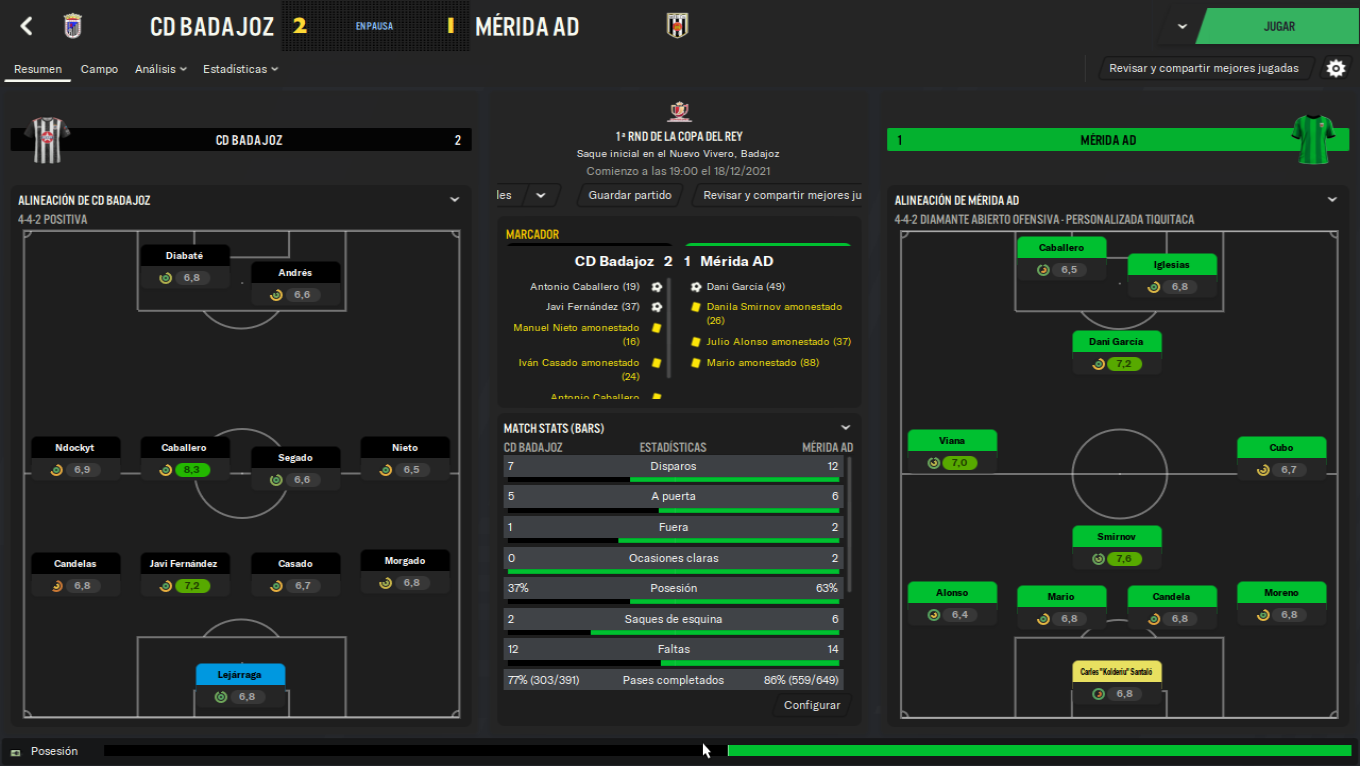 CD BADAJOZ 2 EN PAUSA 1 MÉRIDA AD
JUGAR
Resumen Campo Análisis Estadísticas
Revisar y compartir mejores jugadas
CD BADAJOZ 2
1ª RND DE LA COPA DEL REY
Saque inicial en el Nuevo Vivero, Badajoz
Comienzo a las 19:00 el 18/12/2021
les Guardar partido Revisar y compartir mejores ju
1 MÉRIDA AD
ALINEACIÓN DE CD BADAJOZ
4-4-2 POSITIVA
Diabaté
6,8
Andrés
6,6
Ndockyt
6,9
Caballero
8,3
Segado
6,6
Nieto
6,5
Candelas
6,8
Javi Fernández
7,2
Casado
6,7
Morgado
6,8
Lejárraga
6,8
MARCADOR
CD Badajoz 2 1 Mérida AD
Antonio Caballero (19)
Javi Fernández (37)
Manuel Nieto amonestado
(16)
Iván Casado amonestado
(24)
Antonio Caballero
Dani Garcia (49)
Danila Smirnov amonestado
(26)
Julio Alonso amonestado (37)
Mario amonestado (88)
MATCH STATS (BARS)
CD BADAJOZ ESTADÍSTICAS MÉRIDA AD
7 Disparos 12
5 A puerta 6
1 Fuera 2
0 Ocasiones claras 2
37% Posesión 63%
2 Saques de esquina 6
12 Faltas 14
77% (303/391) Pases completados 86% (559/649)
Configurar
ALINEACIÓN DE MÉRIDA AD
4-4-2 DIAMANTE ABIERTO OFENSIVA - PERSONALIZADA TIQUITACA
Caballero
6,5
Iglesias
6,8
Dani Garcia
7,2
Viana
7,0
Cubo
6,7
Smirnov
7,6
Alonso
6,4
Mario
6,8
Candela
6,8
Moreno
6,8
Carles "Kolderiu" Santaló
6,8
Posesión